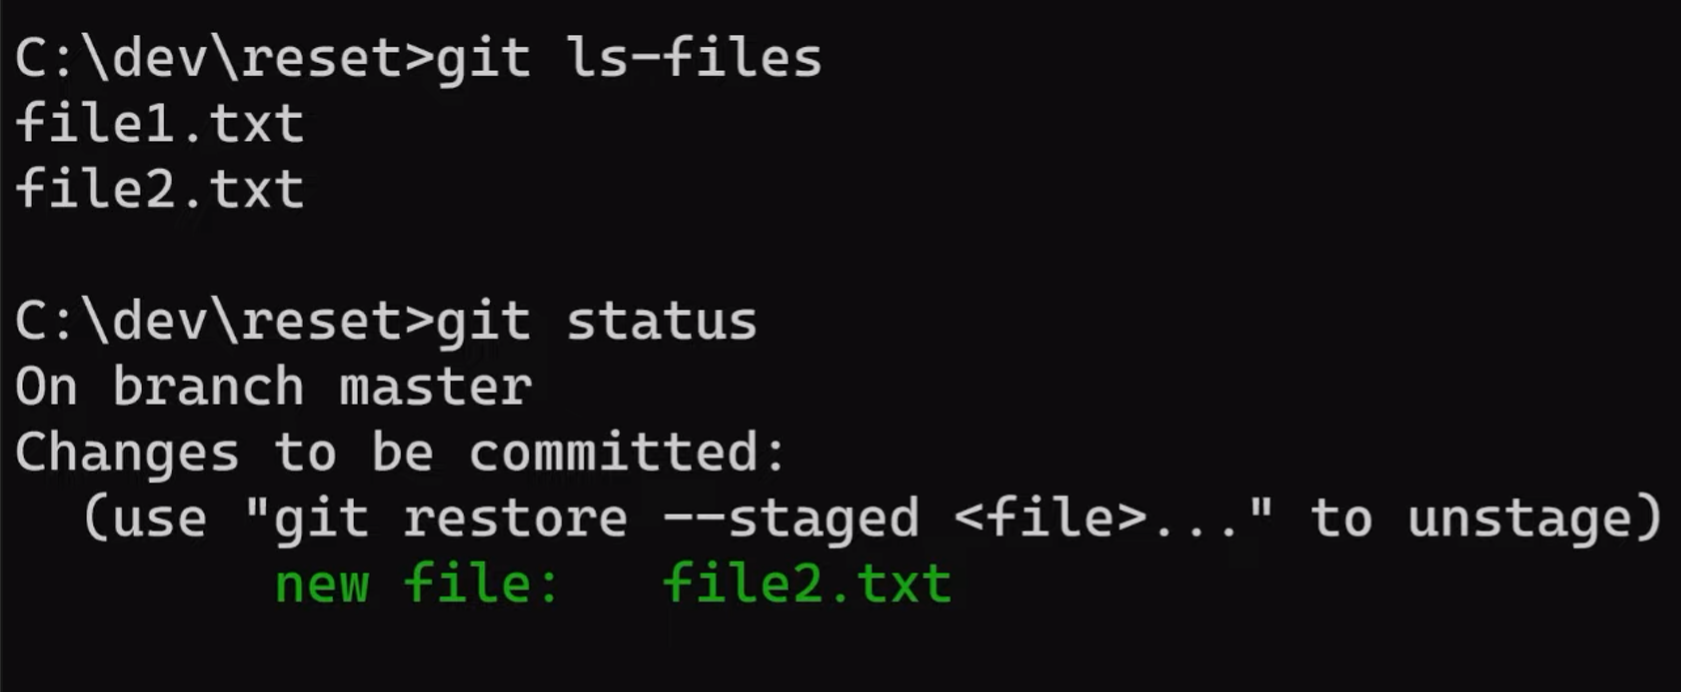 C:\dev\reset>git ls-files
file1.txt
file2.txt
C:\dev\reset>git status
On branch master
Changes to be committed:
  (use "git restore --staged <file>..." to unstage)
        new file:   file2.txt